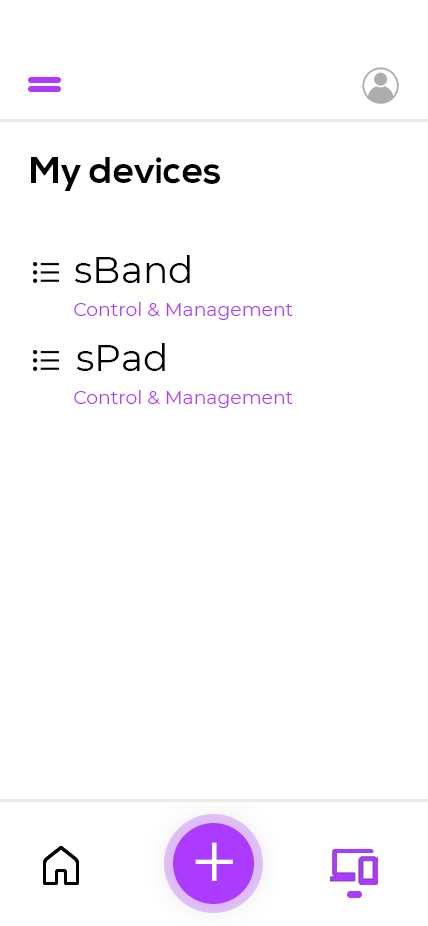 My devices
sBand
Control & Management
sPad
Control & Management